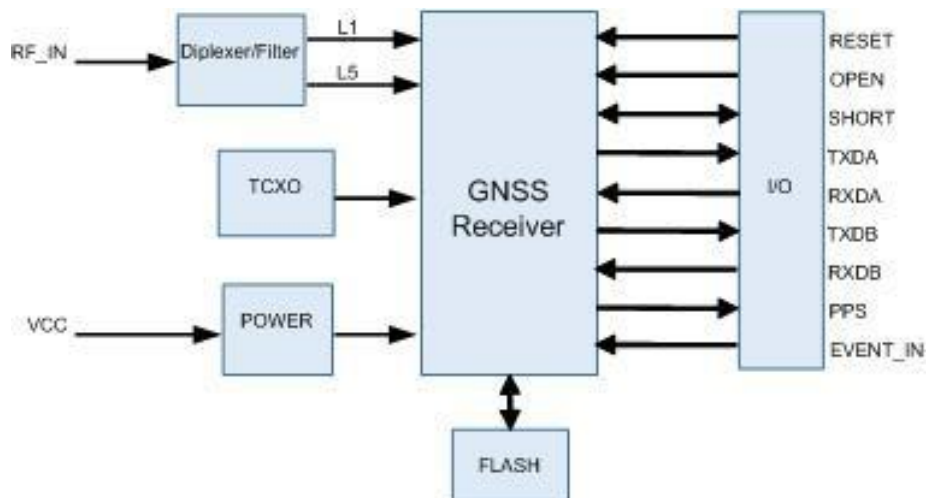 RF_IN
Diplexer/Filter
L1
L5
TCXO
VCC
POWER
GNSS
Receiver
FLASH
I/O
RESET
OPEN
SHORT
TXDA
RXDA
TXDB
RXDB
PPS
EVENT_IN